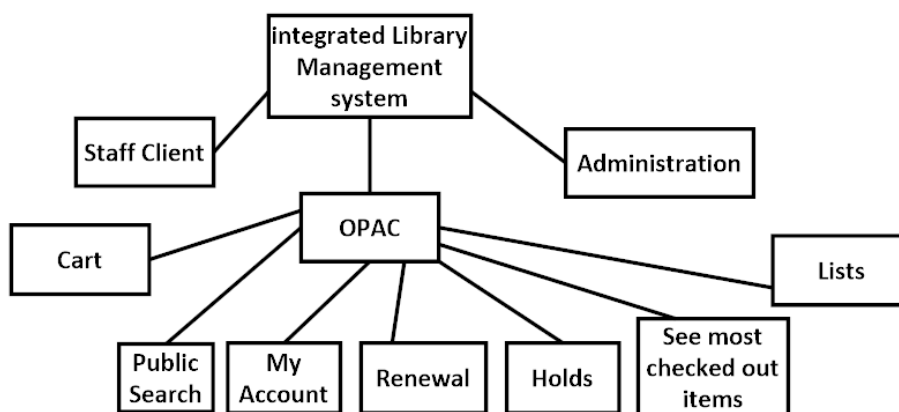 integrated Library
Management
system
Staff Client
Administration
OPAC
Cart
Lists
Public
Search
My
Account
Renewal
Holds
See most
checked out
items